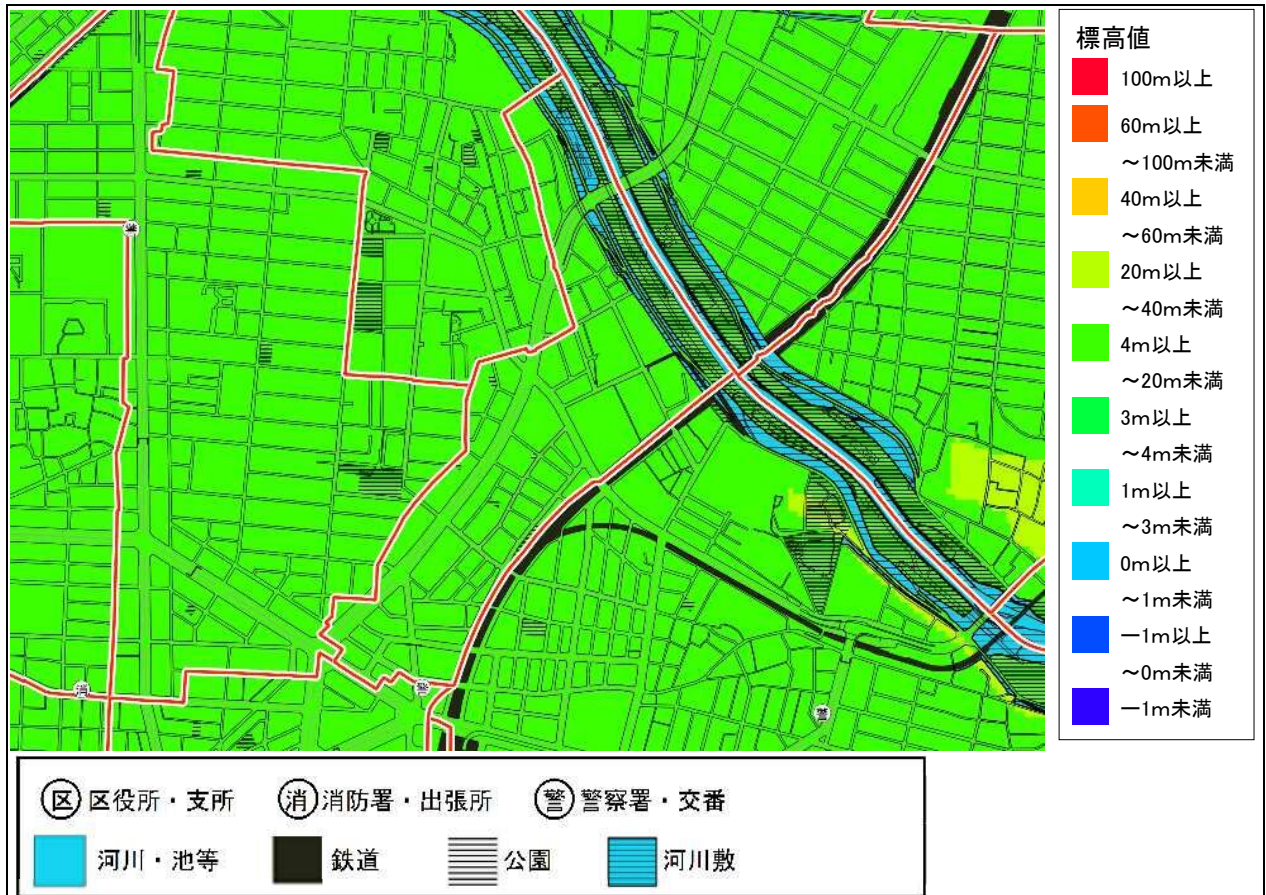 標高値
100m以上
60m以上
～100m未満
40m以上
～60m未満
20m以上
～40m未満
4m以上
～20m未満
3m以上
～4m未満
1m以上
～3m未満
0m以上
～1m未満
－1m以上
～0m未満
－1m未満
消
警
警
区 区役所・支所 消 消防署・出張所 警 警察署・交番
河川・池等 鉄道 公園 河川敷